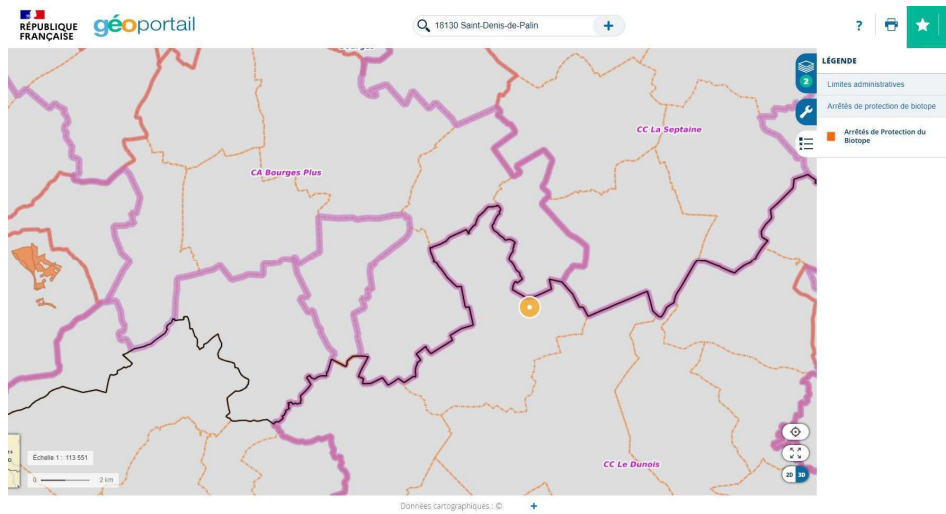 RÉPUBLIQUE
FRANÇAISE
géoportail
18130 Saint-Denis-de-Palin
+
?
LÉGENDE
2
Limites administratives
Arrêtés de protection de biotope
Arrêtés de Protection du
Biotope
Bourges
CC La Septaine
CA Bourges Plus
CC Le Dunois
Échelle 1 : 113 551
0
2 km
2D 3D
Données cartographiques : © +